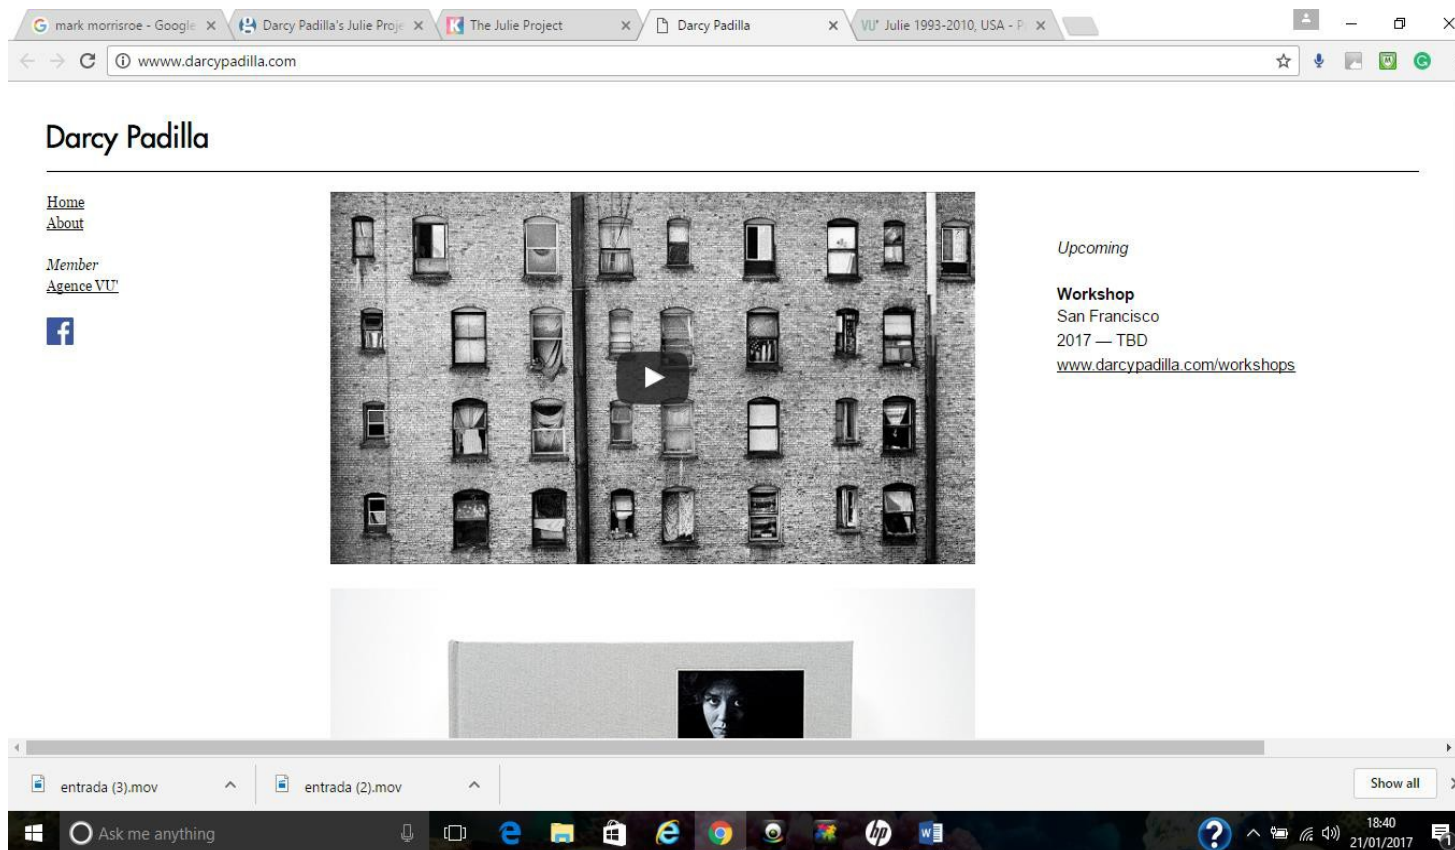 mark morrisroe - Google
Darcy Padilla's Julie Proje
The Julie Project
Darcy Padilla
VU' Julie 1993-2010, USA - P
wwww.darcypadilla.com
Darcy Padilla
Home
About
Member
Agence VU'
Upcoming
Workshop
San Francisco
2017 — TBD
www.darcypadilla.com/workshops
entrada (3).mov
entrada (2).mov
Show all
Ask me anything
18:40
21/01/2017